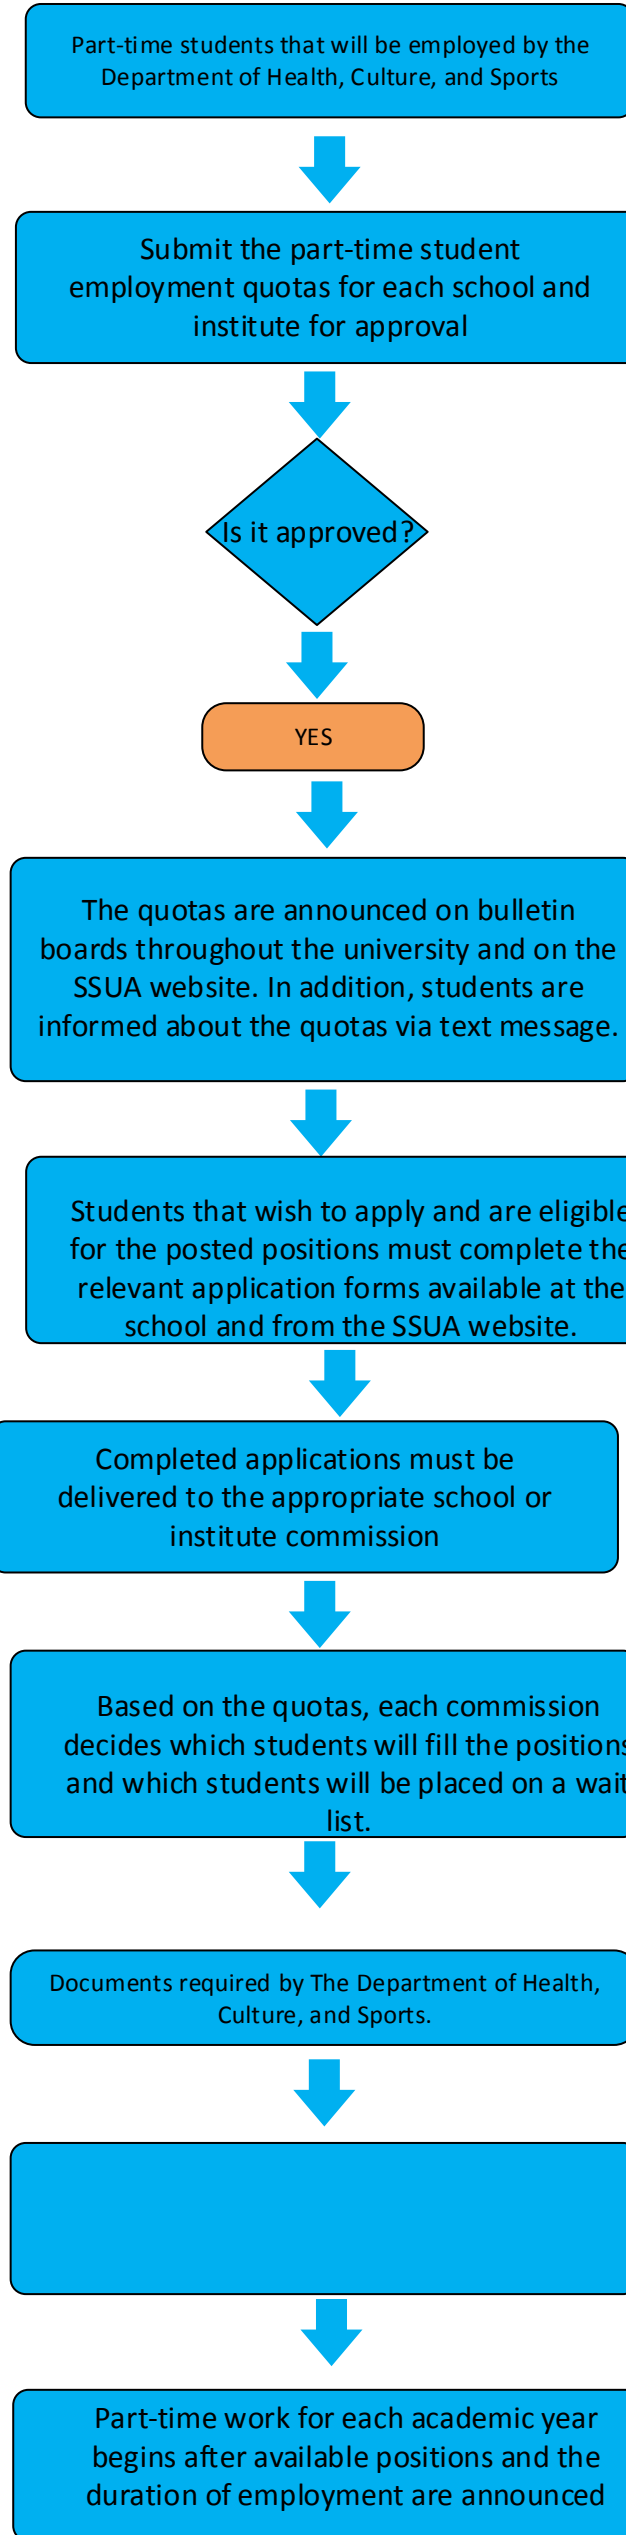 Part-time students that will be employed by the
Department of Health, Culture, and Sports
Submit the part-time student
employment quotas for each school and
institute for approval
Is it approved?
YES
The quotas are announced on bulletin
boards throughout the university and on the
SSUA website. In addition, students are
informed about the quotas via text message.
Students that wish to apply and are eligible
for the posted positions must complete the
relevant application forms available at the
school and from the SSUA website.
Completed applications must be
delivered to the appropriate school or
institute commission
Based on the quotas, each commission
decides which students will fill the positions
and which students will be placed on a wait
list.
Documents required by The Department of Health,
Culture, and Sports.
Part-time work for each academic year
begins after available positions and the
duration of employment are announced